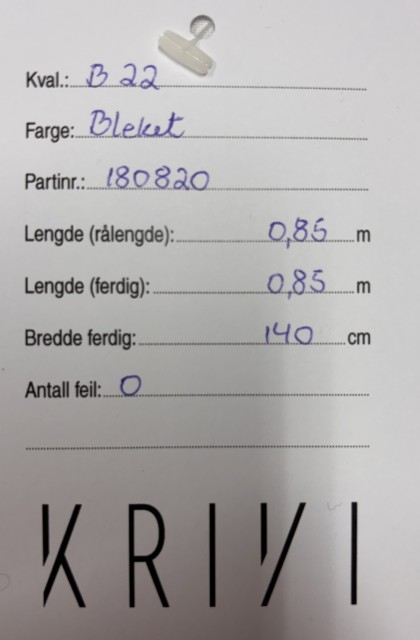 Kval.: B 22
Farge: Bleket
Partinr.: 180820
Lengde (rålengde): 0,85 m
Lengde (ferdig): 0,85 m
Bredde ferdig: 140 cm
Antall feil: 0
KRIVI